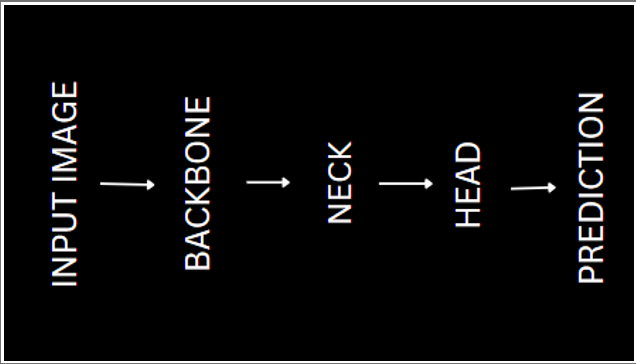 INPUT IMAGE
BACKBONE
NECK
HEAD
PREDICTION